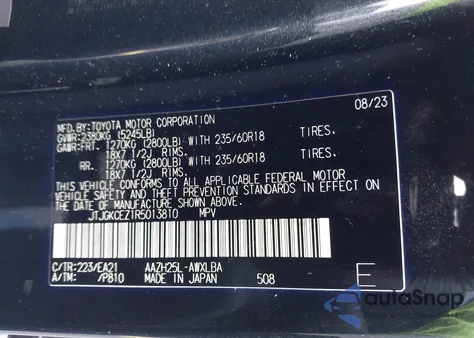 MFD.BY:TOYOTA MOTOR CORPORATION 08/23
GVWR:2380KG (5245LB)
GAWR:FRT. 1270KG (2800LB) WITH 235/60R18 TIRES.
18X7 1/2J RIMS.
RR. 1270KG (2800LB) WITH 235/60R18 TIRES.
18X7 1/2J RIMS.
THIS VEHICLE CONFORMS TO ALL APPLICABLE FEDERAL MOTOR
VEHICLE SAFETY AND THEFT PREVENTION STANDARDS IN EFFECT
ON THE DATE OF MANUFACTURE SHOWN ABOVE.
JTJGKCEZ1R5013810 MPV
C/TR:223/EA21 AAZH25L-AWXLBA
A/TM: /P810 MADE IN JAPAN 508 E
autoSnap